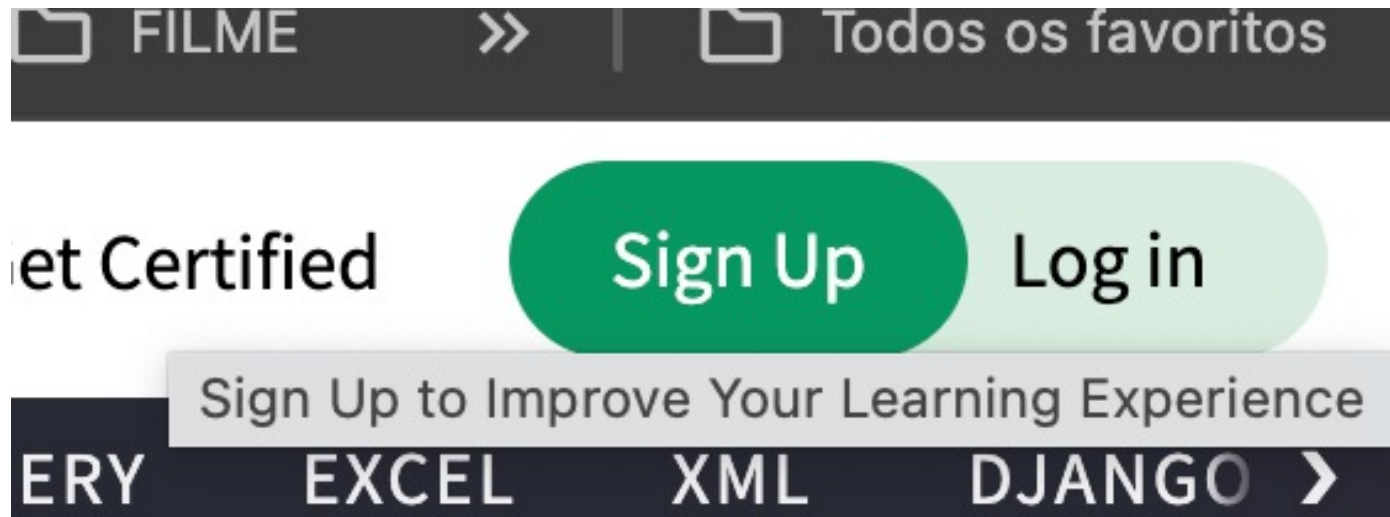 FILME » Todos os favoritos
et Certified Sign Up Log in
Sign Up to Improve Your Learning Experience
ERY EXCEL XML DJANGO ❯